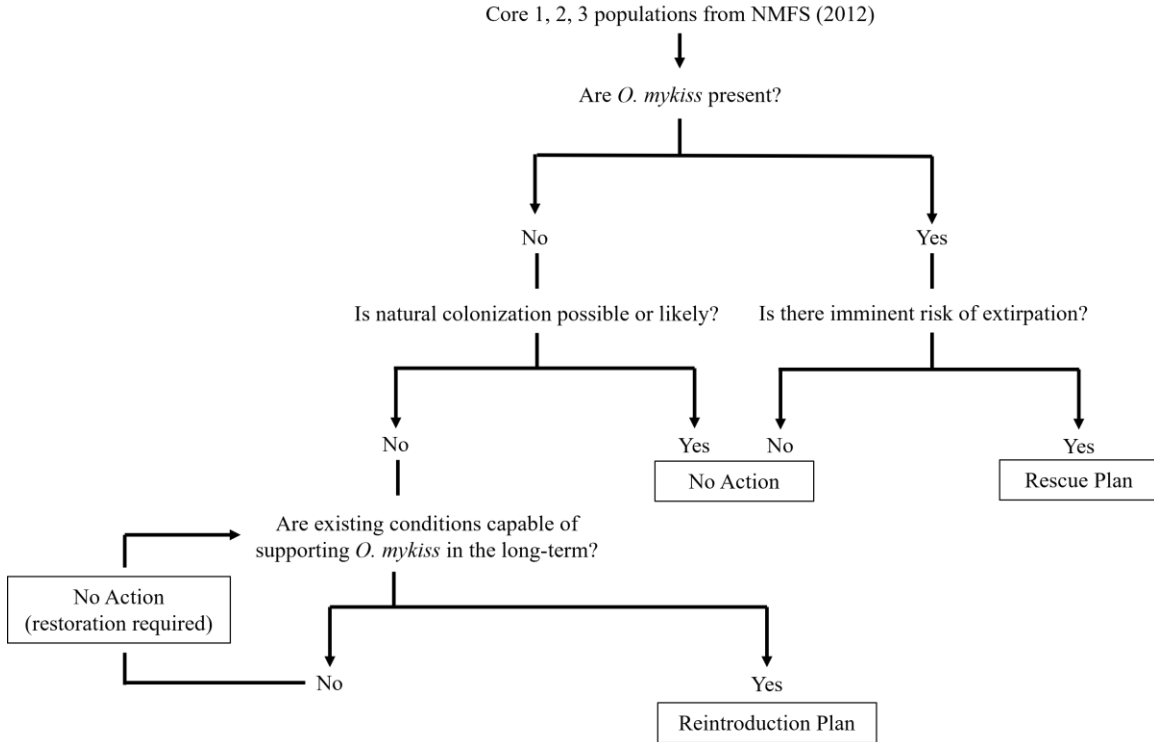 Core 1, 2, 3 populations from NMFS (2012)
Are O. mykiss present?
No
Yes
Is natural colonization possible or likely?
Is there imminent risk of extirpation?
No
Yes
No
Yes
No Action
Rescue Plan
Are existing conditions capable of
supporting O. mykiss in the long-term?
No Action
(restoration required)
No
Yes
Reintroduction Plan